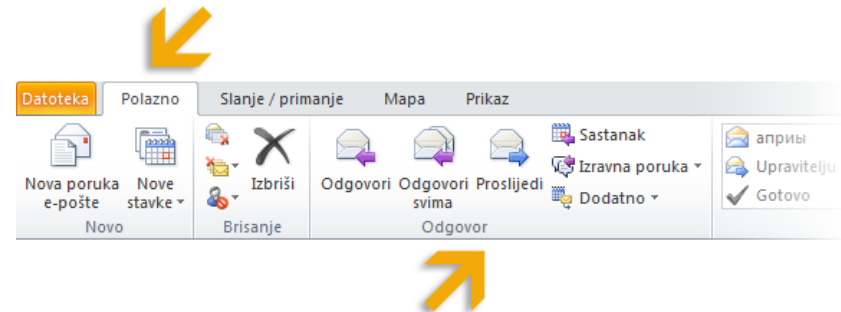 Datoteka Polazno Slanje / primanje Mapa Prikaz
Nova poruka e-pošte
Nove stavke
Izbriši
Odgovori
Odgovori svima
Proslijedi
Sastanak
Izravna poruka
Dodatno
априы
Upravitelju
Gotovo
Novo Brisanje Odgovor